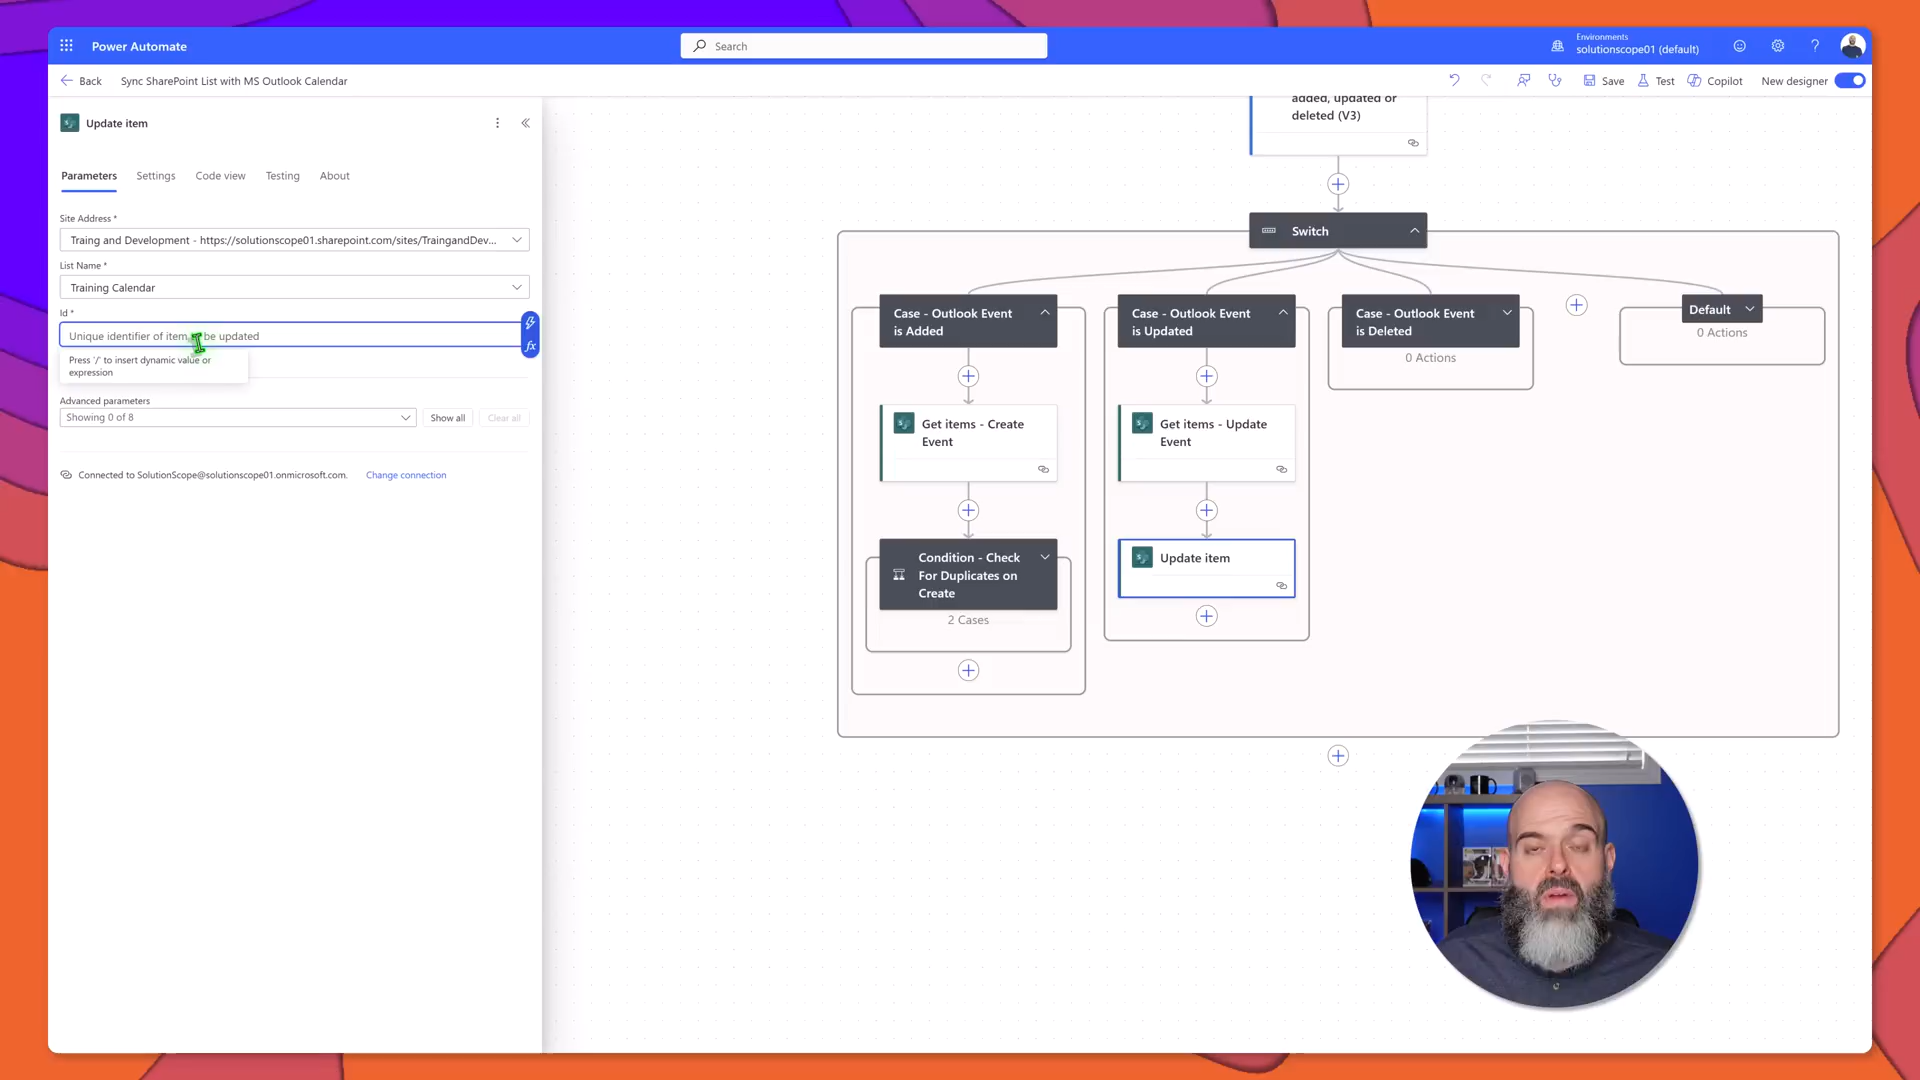 Power Automate
Search
Environments
solutionscope01 (default)
Back
Sync SharePoint List with MS Outlook Calendar
Save
Test
Copilot
New designer
Update item
Parameters
Settings
Code view
Testing
About
Site Address *
Traing and Development - https://solutionscope01.sharepoint.com/sites/TraingandDev...
List Name *
Training Calendar
Id *
Unique identifier of item be updated
fx
Press '/' to insert dynamic value or
expression
Advanced parameters
Showing 0 of 8
Show all
Clear all
Connected to SolutionScope@solutionscope01.onmicrosoft.com.
Change connection
added, updated or
deleted (V3)
Switch
Case - Outlook Event
is Added
Case - Outlook Event
is Updated
Case - Outlook Event
is Deleted
0 Actions
Default
0 Actions
Get items - Create
Event
Get items - Update
Event
Condition - Check
For Duplicates on
Create
2 Cases
Update item